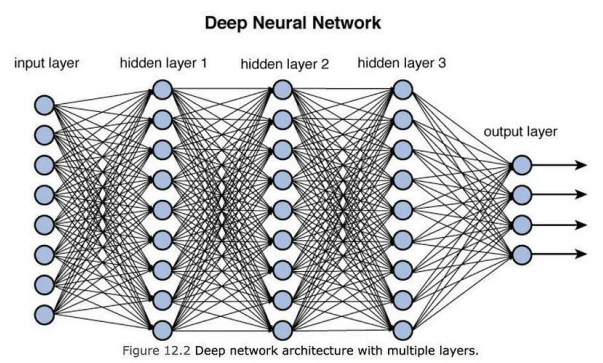 Deep Neural Network
input layer
hidden layer 1
hidden layer 2
hidden layer 3
output layer
Figure 12.2 Deep network architecture with multiple layers.